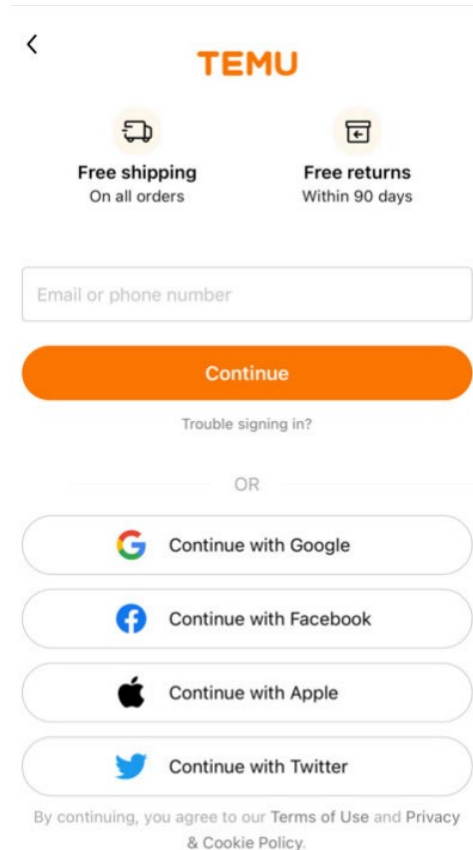 TEMU
Free shipping
On all orders
Free returns
Within 90 days
Email or phone number
Continue
Trouble signing in?
OR
Continue with Google
Continue with Facebook
Continue with Apple
Continue with Twitter
By continuing, you agree to our Terms of Use and Privacy
& Cookie Policy.